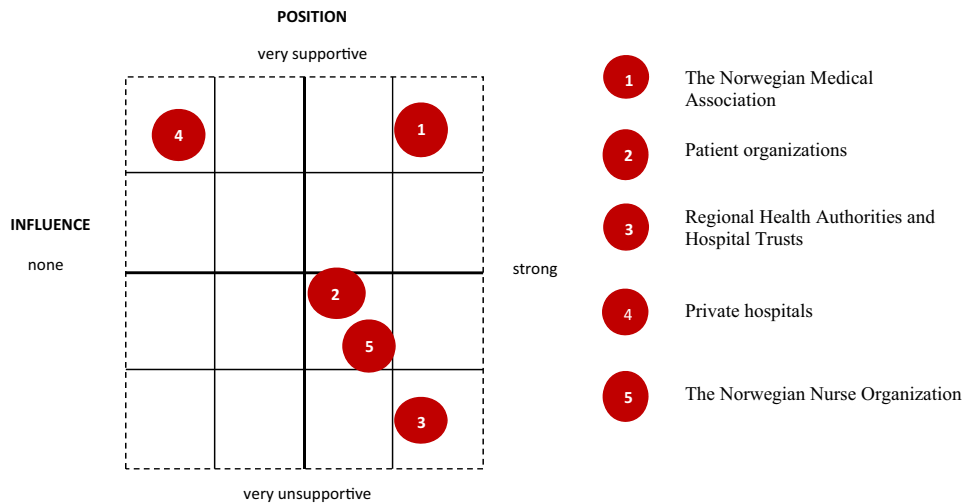 POSITION
very supportive
4
1
INFLUENCE
none
strong
2
5
3
very unsupportive
1
The Norwegian Medical
Association
2
Patient organizations
3
Regional Health Authorities and
Hospital Trusts
4
Private hospitals
5
The Norwegian Nurse Organization